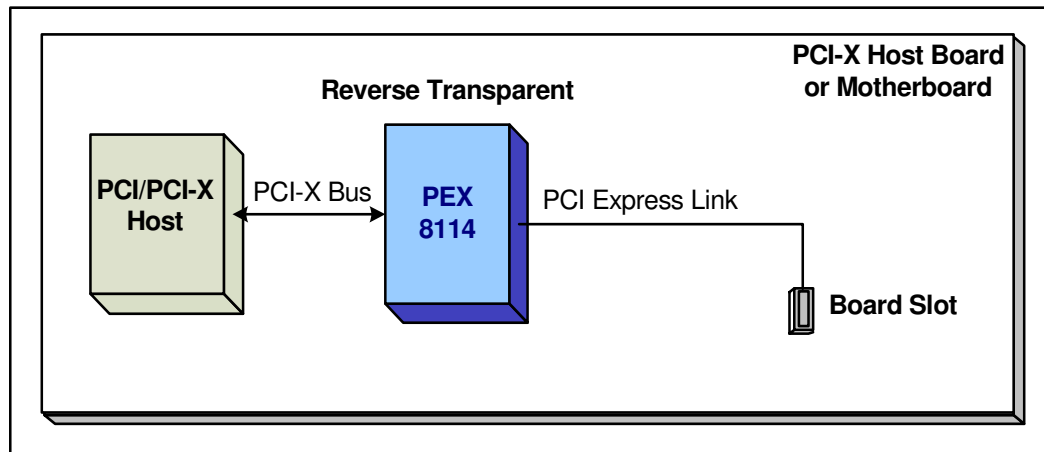 PCI-X Host Board
or Motherboard
Reverse Transparent
PCI/PCI-X
Host
PCI-X Bus
PEX
8114
PCI Express Link
Board Slot